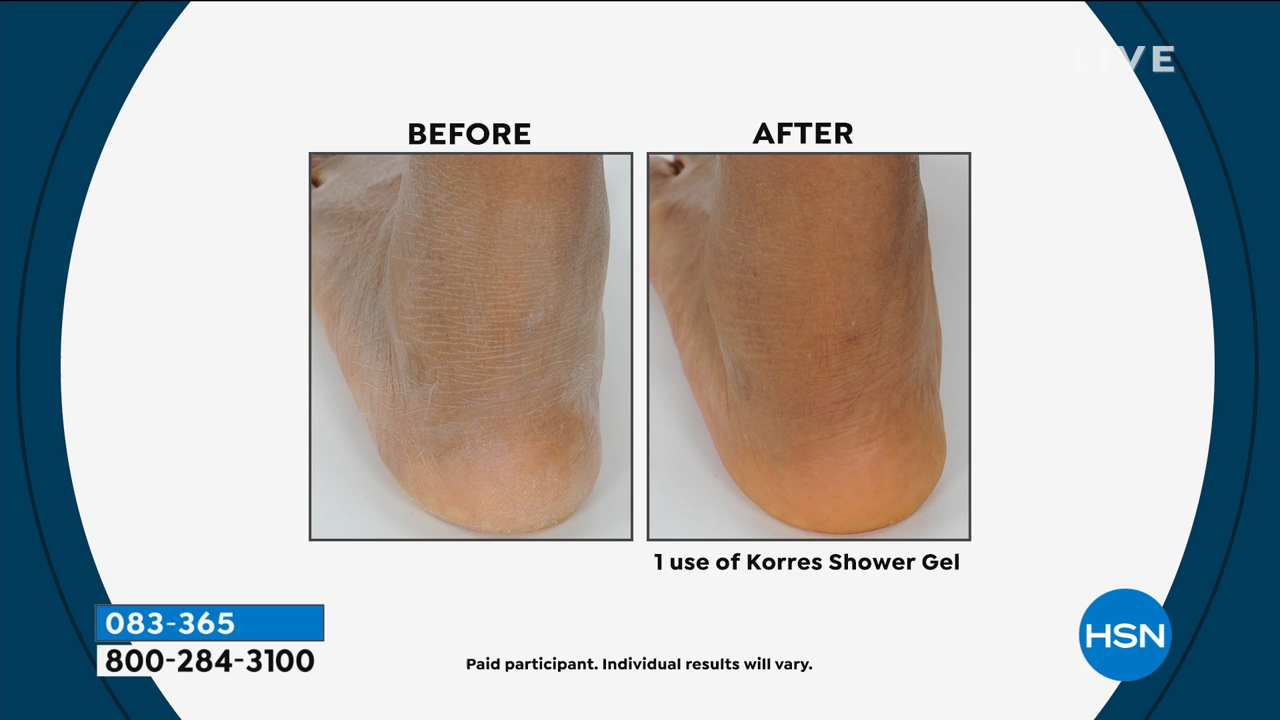 LIVE
BEFORE
AFTER
1 use of Korres Shower Gel
083-365
800-284-3100
HSN
Paid participant. Individual results will vary.